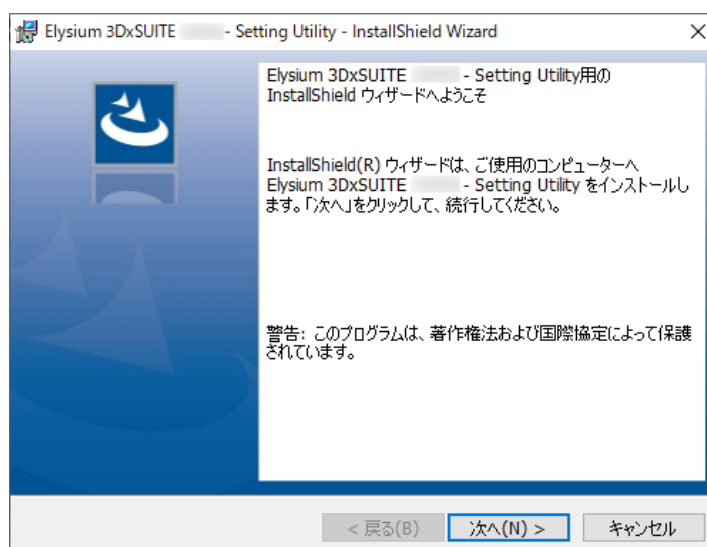 Elysium 3DxSUITE - Setting Utility - InstallShield Wizard
Elysium 3DxSUITE - Setting Utility用の
InstallShield ウィザードへようこそ
InstallShield(R) ウィザードは、ご使用のコンピューターへ
Elysium 3DxSUITE - Setting Utility をインストールし
ます。「次へ」をクリックして、続行してください。
警告: このプログラムは、著作権法および国際協定によって保護
されています。
< 戻る(B)
次へ(N) >
キャンセル